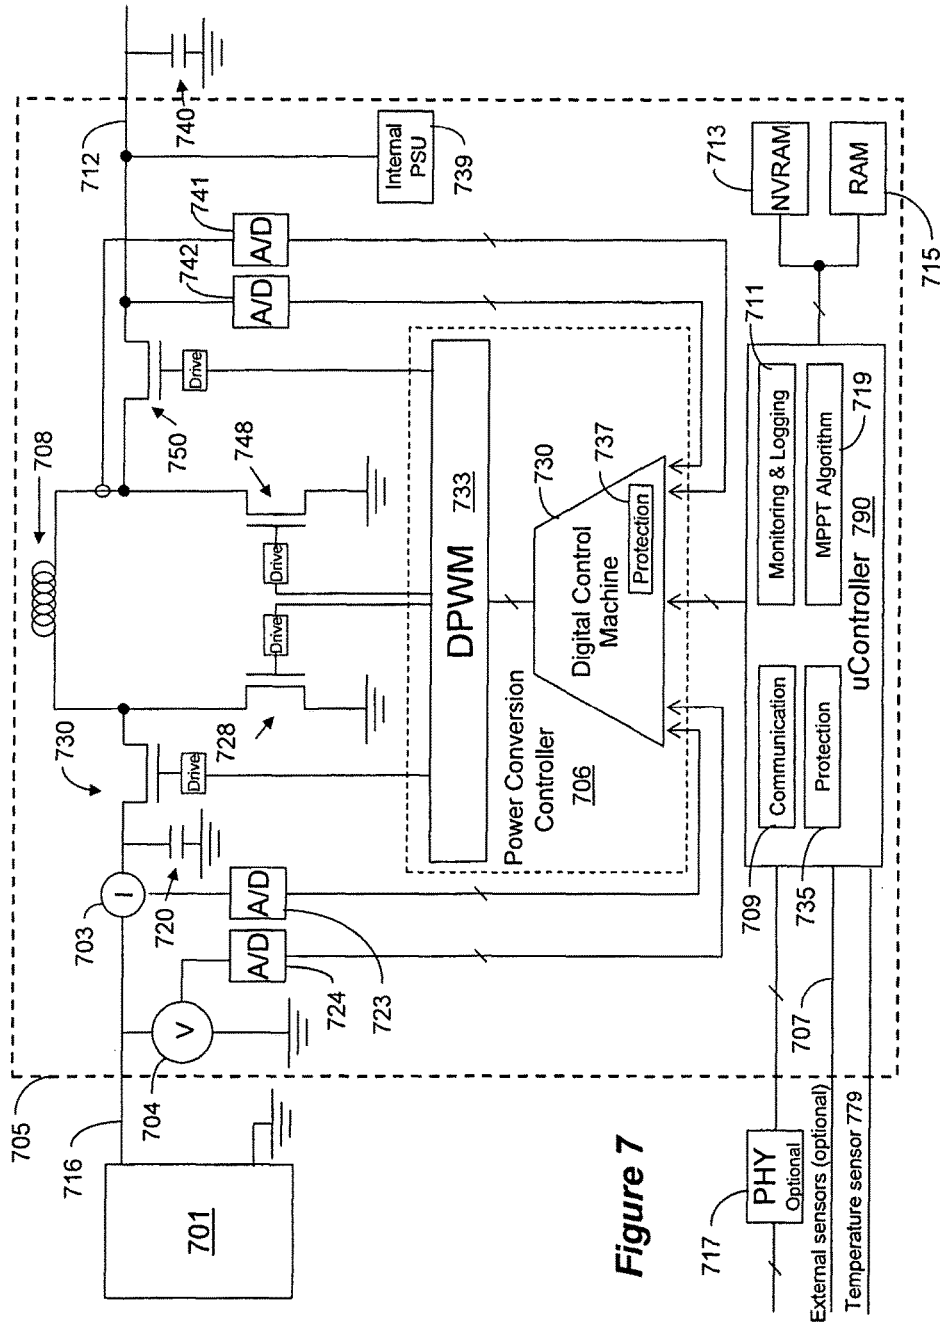 705
716
701
704
V
703
I
720
724
723
A/D
A/D
730
728
708
748
750
Drive
Drive
Drive
Drive
742
741
A/D
A/D
712
740
Internal
PSU
739
DPWM 733
Power Conversion
Controller
706
Digital Control
Machine
730
737
Protection
713
NVRAM
RAM
715
711
Monitoring & Logging
MPPT Algorithm
719
uController 790
Communication
Protection
709
735
707
717
PHY
Optional
External sensors (optional)
Temperature sensor 779
Figure 7